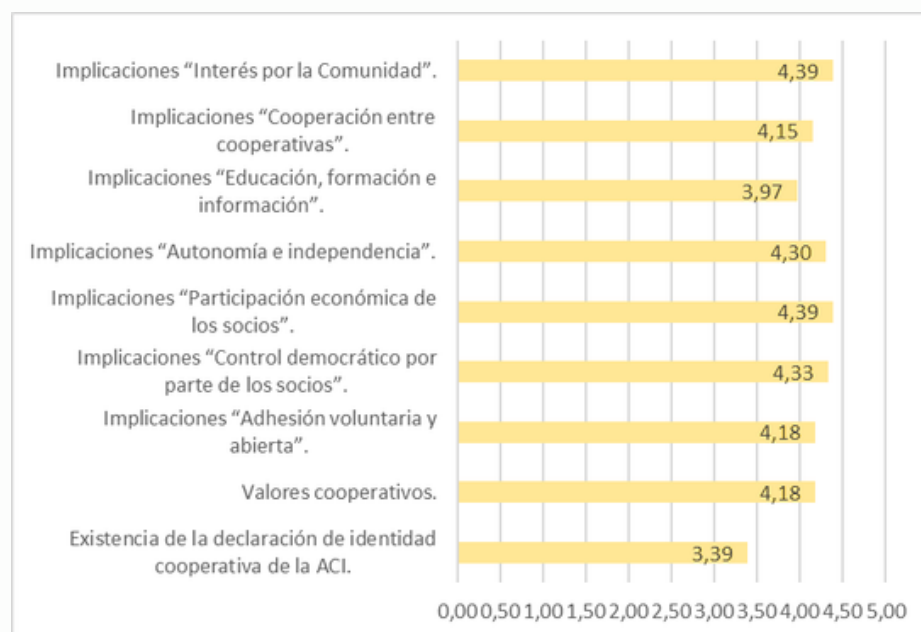 Implicaciones “Interés por la Comunidad”.
4,39
Implicaciones “Cooperación entre
cooperativas”.
4,15
Implicaciones “Educación, formación e
información”.
3,97
Implicaciones “Autonomía e independencia”.
4,30
Implicaciones “Participación económica de
los socios”.
4,39
Implicaciones “Control democrático por
parte de los socios”.
4,33
Implicaciones “Adhesión voluntaria y
abierta”.
4,18
Valores cooperativos.
4,18
Existencia de la declaración de identidad
cooperativa de la ACI.
3,39
0,00 0,50 1,00 1,50 2,00 2,50 3,00 3,50 4,00 4,50 5,00